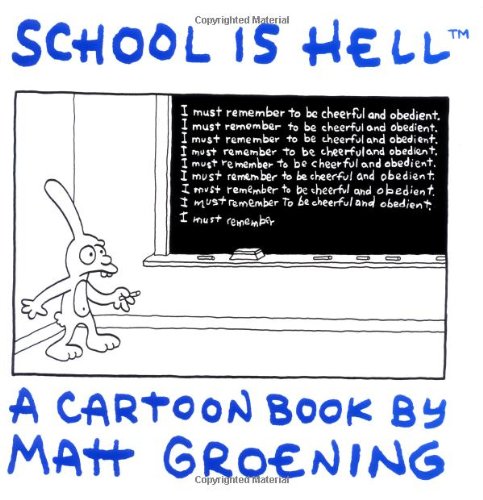 Copyrighted Material
SCHOOL IS HELL™
I must remember to be cheerful and obedient.
I must remember to be cheerful and obedient.
I must remember to be cheerful and obedient.
I must remember to be cheerful and obedient.
I must remember to be cheerful and obedient.
I must remember to be cheerful and obedient.
I must remember to be cheerful and obedient.
I must remember To be cheerful and obedient.
I must remember
A CARTOON BOOK BY
MATT GROENING
Copyrighted Material